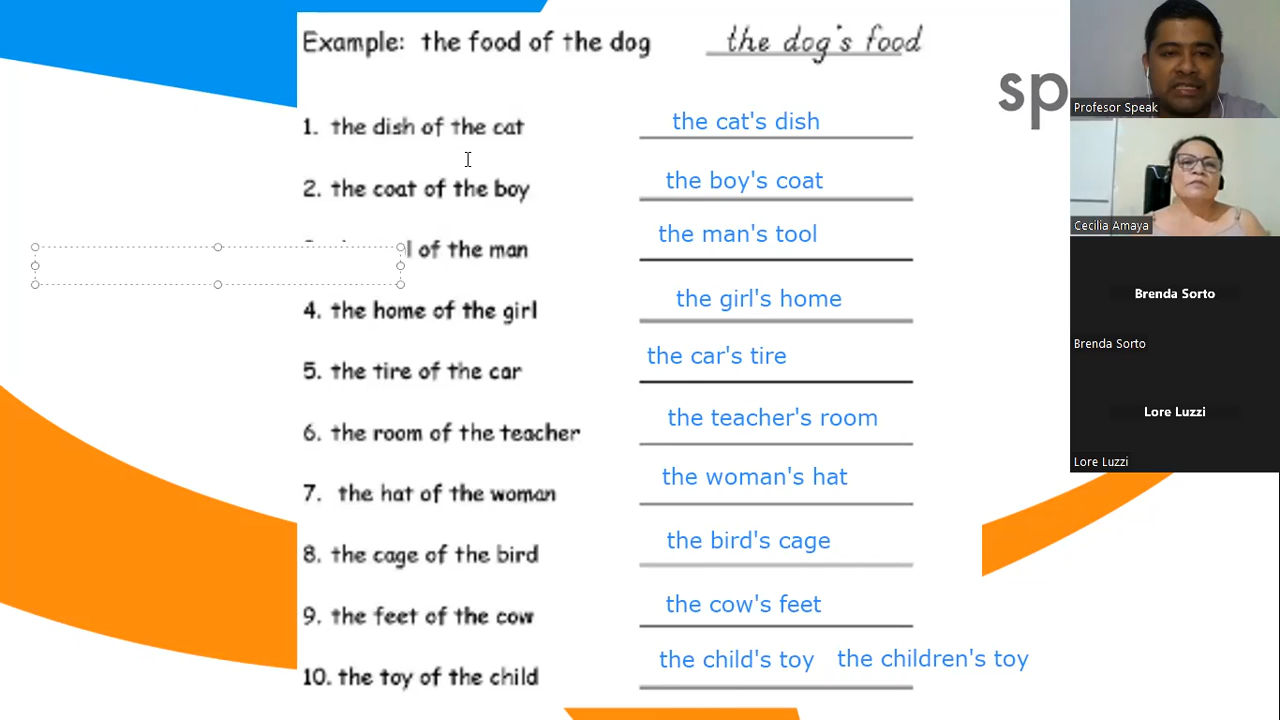 Example: the food of the dog the dog's food
sp
1. the dish of the cat the cat's dish
2. the coat of the boy the boy's coat
of the man the man's tool
4. the home of the girl the girl's home
5. the tire of the car the car's tire
6. the room of the teacher the teacher's room
7. the hat of the woman the woman's hat
8. the cage of the bird the bird's cage
9. the feet of the cow the cow's feet
10. the toy of the child the child's toy the children's toy
Profesor Speak
Cecilia Amaya
Brenda Sorto
Brenda Sorto
Lore Luzzi
Lore Luzzi